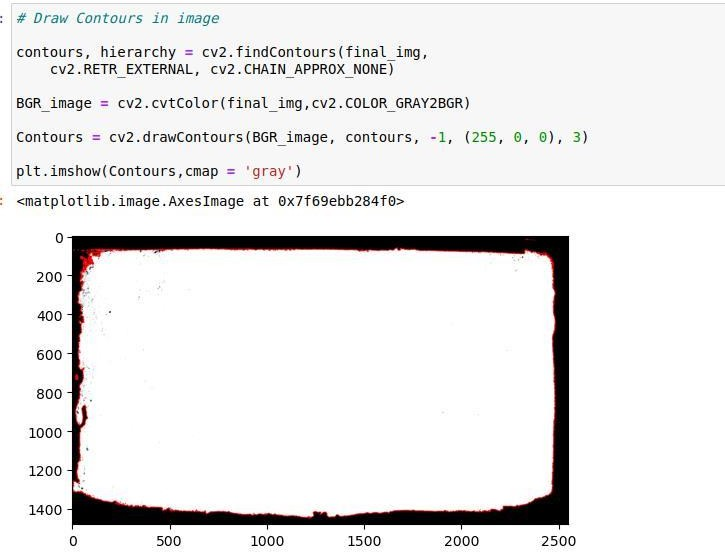 # Draw Contours in image
contours, hierarchy = cv2.findContours(final_img,
    cv2.RETR_EXTERNAL, cv2.CHAIN_APPROX_NONE)
BGR_image = cv2.cvtColor(final_img,cv2.COLOR_GRAY2BGR)
Contours = cv2.drawContours(BGR_image, contours, -1, (255, 0, 0), 3)
plt.imshow(Contours,cmap = 'gray')
<matplotlib.image.AxesImage at 0x7f69ebb284f0>
0
200
400
600
800
1000
1200
1400
0 500 1000 1500 2000 2500